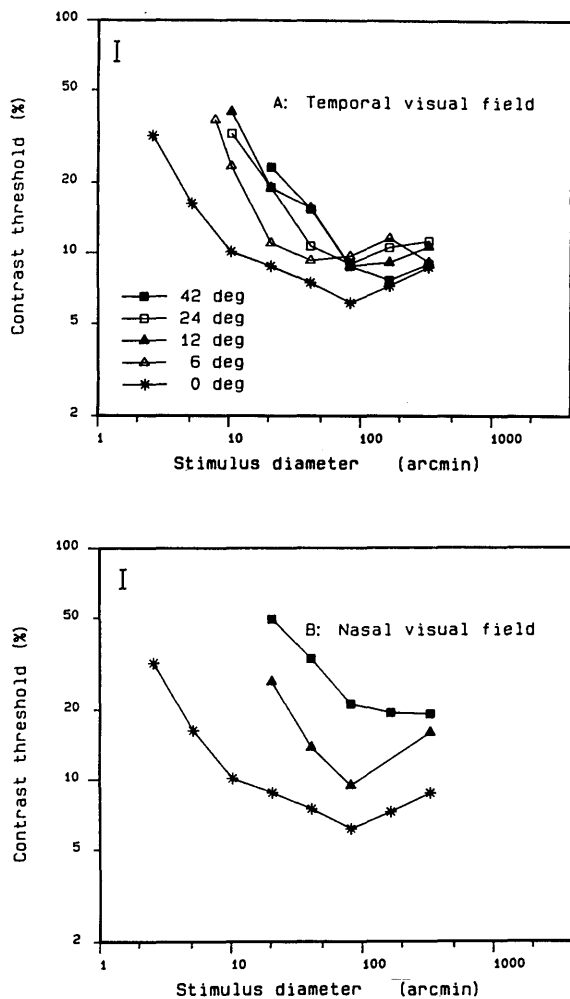 100
50
A: Temporal visual field
20
10
5
2
Contrast threshold (%)
42 deg
24 deg
12 deg
6 deg
0 deg
1 10 100 1000
Stimulus diameter (arcmin)
100
50
B: Nasal visual field
20
10
5
2
Contrast threshold (%)
1 10 100 1000
Stimulus diameter (arcmin)